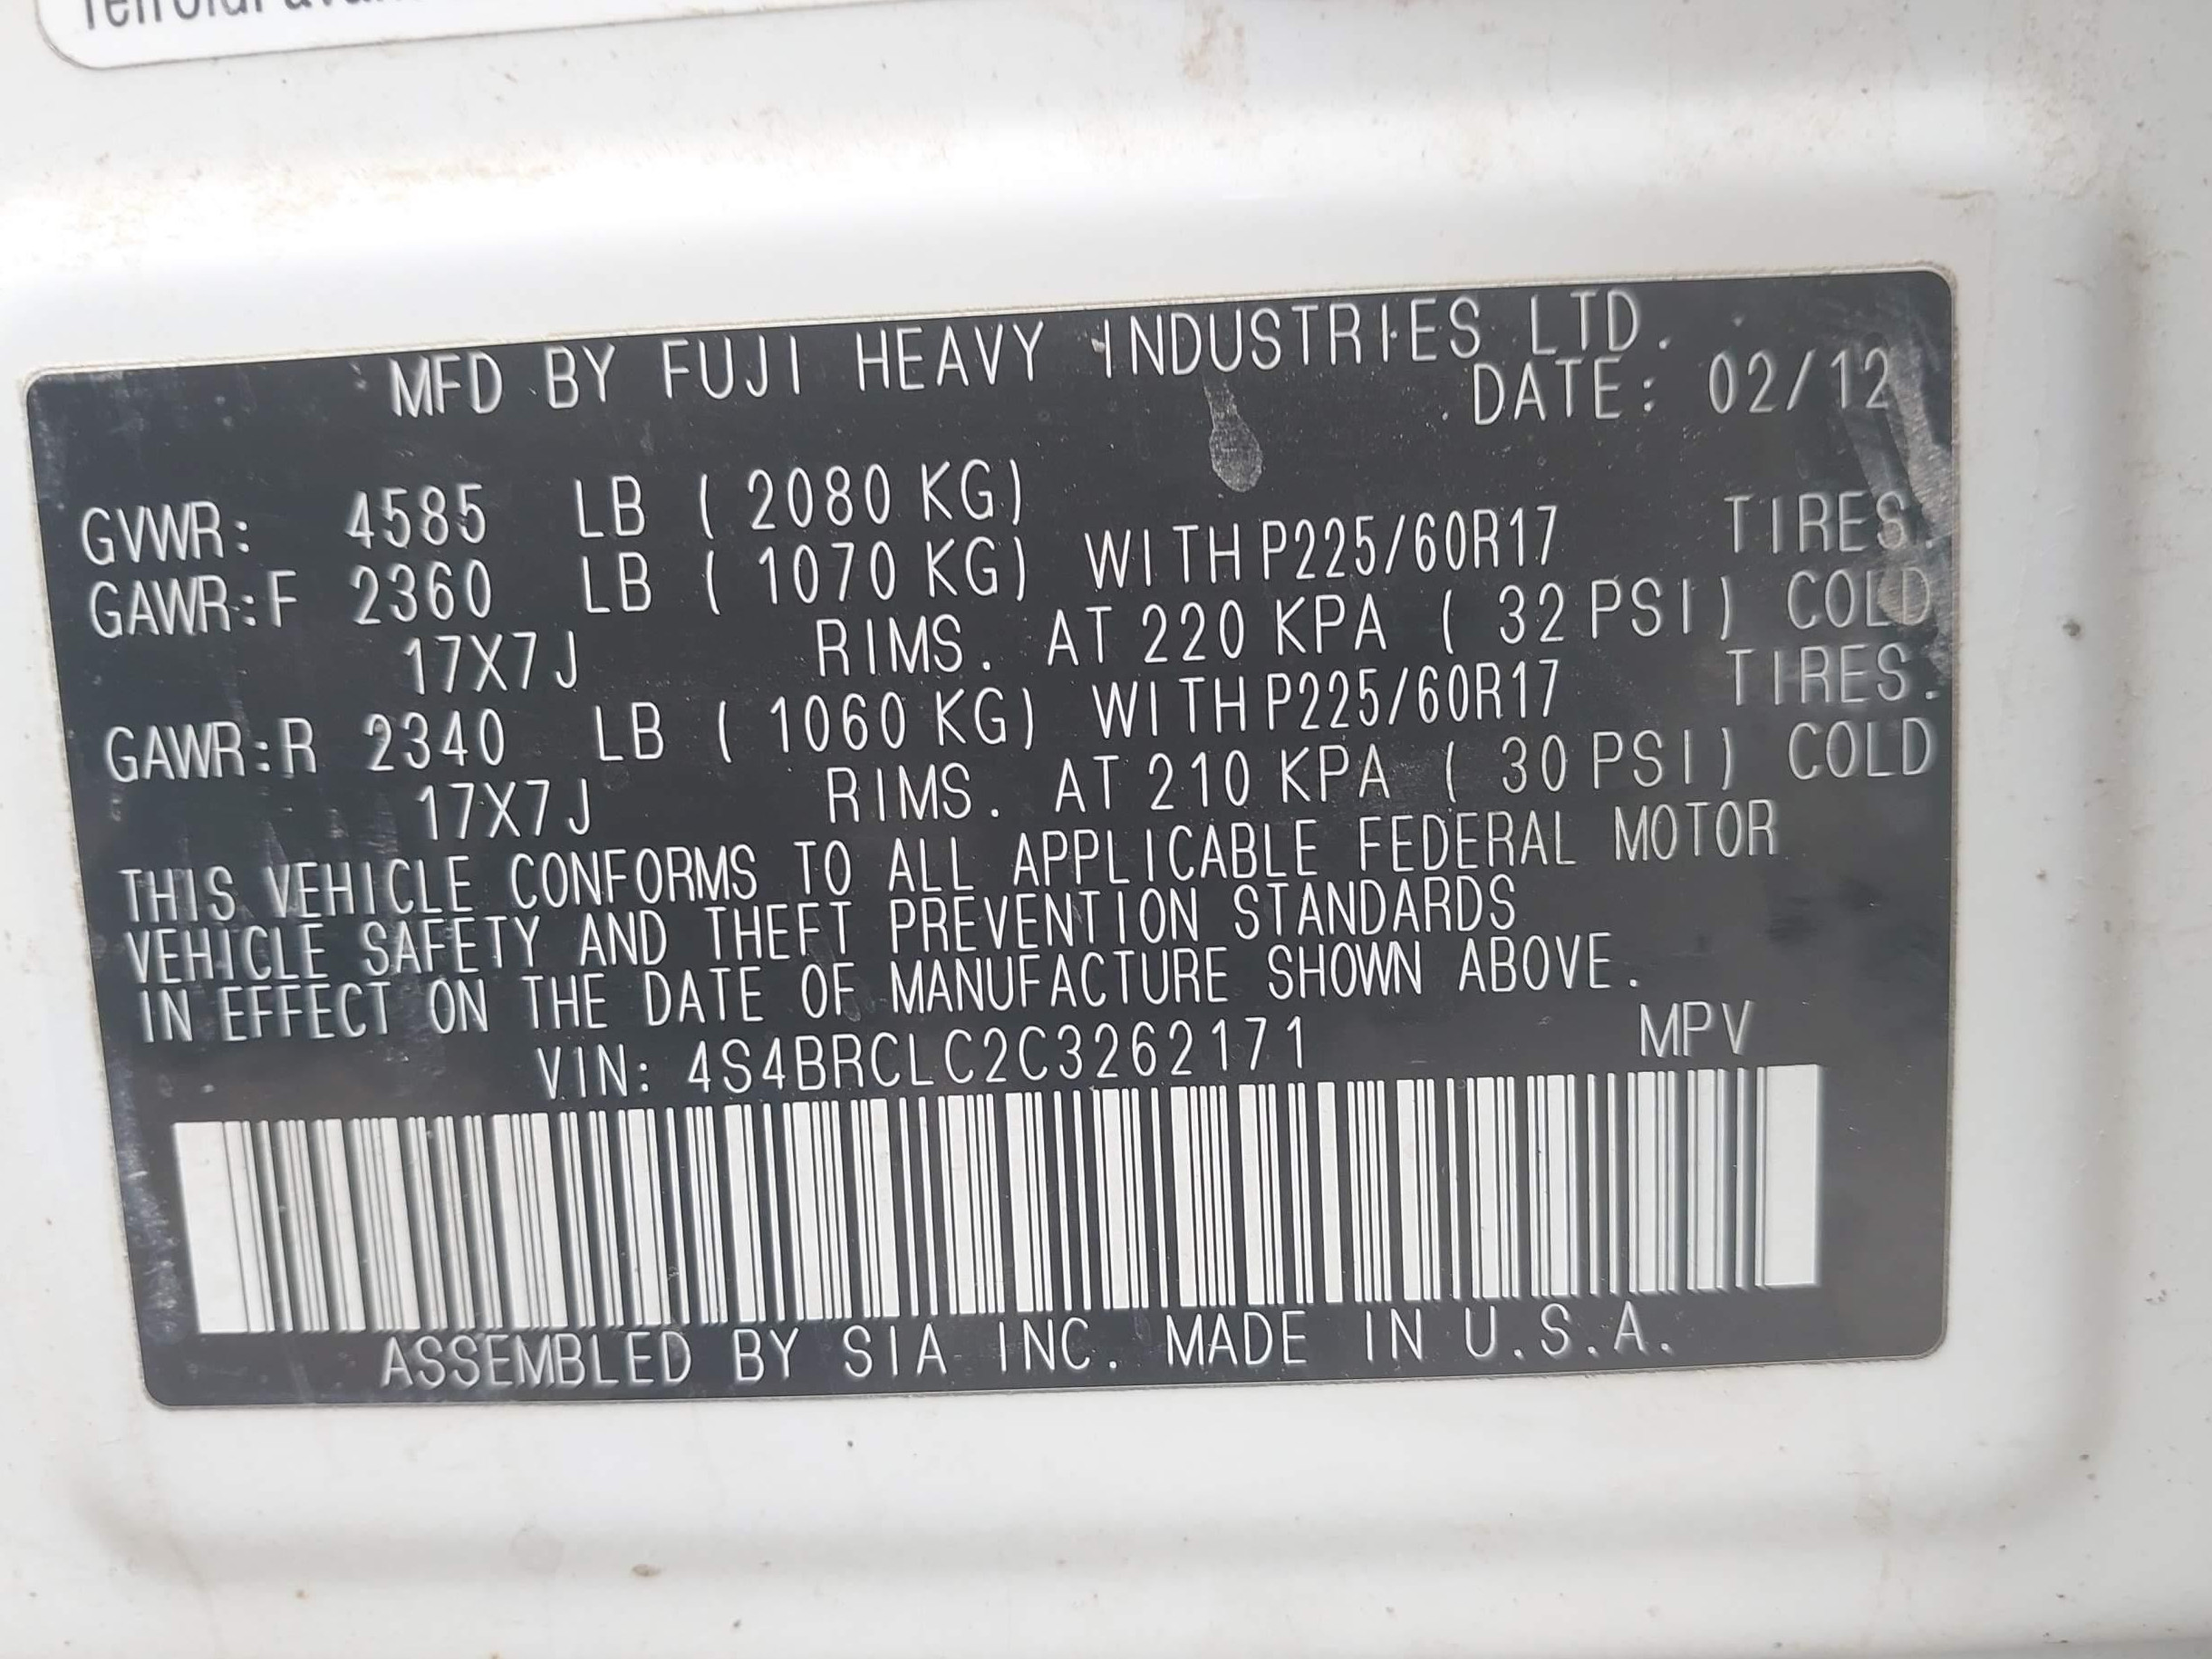 MFD BY FUJI HEAVY INDUSTRIES LTD.
DATE: 02/12
GVWR: 4585 LB ( 2080 KG)
GAWR:F 2360 LB ( 1070 KG) WITH P225/60R17 TIRES.
17X7J RIMS. AT 220 KPA ( 32 PSI) COLD
GAWR:R 2340 LB ( 1060 KG) WITH P225/60R17 TIRES.
17X7J RIMS. AT 210 KPA ( 30 PSI) COLD
THIS VEHICLE CONFORMS TO ALL APPLICABLE FEDERAL MOTOR
VEHICLE SAFETY AND THEFT PREVENTION STANDARDS
IN EFFECT ON THE DATE OF MANUFACTURE SHOWN ABOVE.
VIN: 4S4BRCLC2C3262171 MPV
ASSEMBLED BY SIA INC. MADE IN U.S.A.